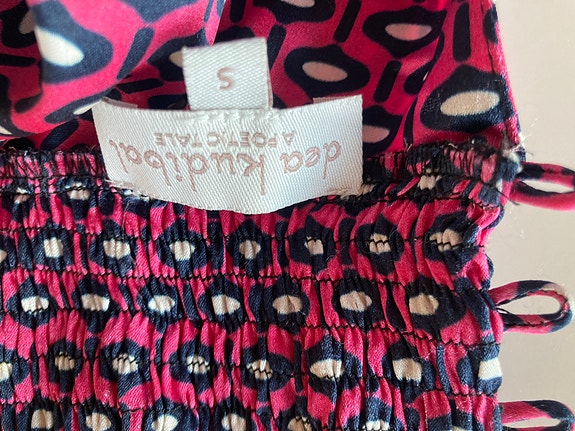 dea kudibal
A POETIC TALE
S